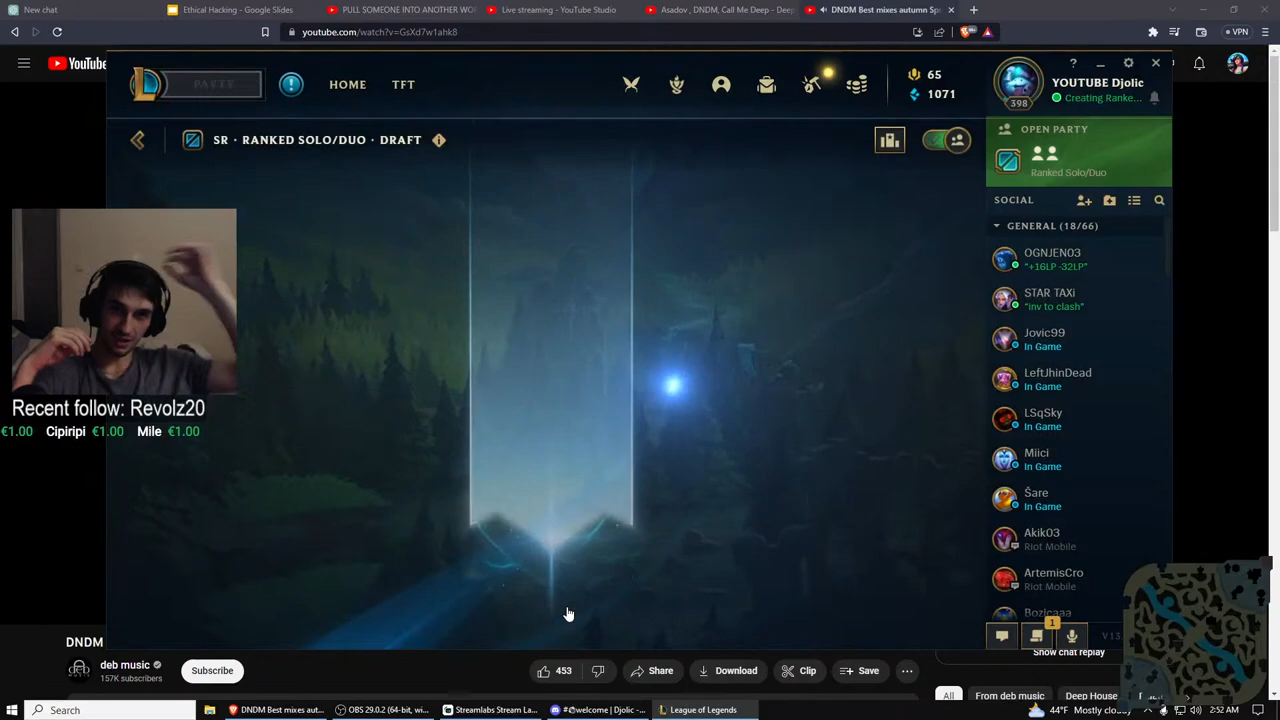 New chat
Ethical Hacking - Google Slides
PULL SOMEONE INTO ANOTHER WO
Live streaming - YouTube Studio
Asadov, DNDM, Call Me Deep - Deep
DNDM Best mixes autumn Sp
youtube.com/watch?v=GsXd7w1ahk8
VPN
YouTube
PARTY
HOME
TFT
65
1071
398
YOUTUBE Djolic
Creating Ranke...
SR · RANKED SOLO/DUO · DRAFT
OPEN PARTY
Ranked Solo/Duo
SOCIAL
GENERAL (18/66)
OGNJEN03
"+16LP -32LP"
STAR TAXi
"inv to clash"
Jovic99
In Game
LeftJhinDead
In Game
LSqSky
In Game
Miici
In Game
Šare
In Game
Akik03
Riot Mobile
ArtemisCro
Riot Mobile
Bozicaaa
1
V13.
Recent follow: Revolz20
€1.00 Cipiripi €1.00 Mile €1.00
DNDM
deb music
157K subscribers
Subscribe
453
Share
Download
Clip
Save
Show chat replay
All
From deb music
Deep House
Search
DNDM Best mixes aut...
OBS 29.0.2 (64-bit, wi...
Streamlabs Stream La...
League of Legends
44°F Mostly cloudy
2:52 AM